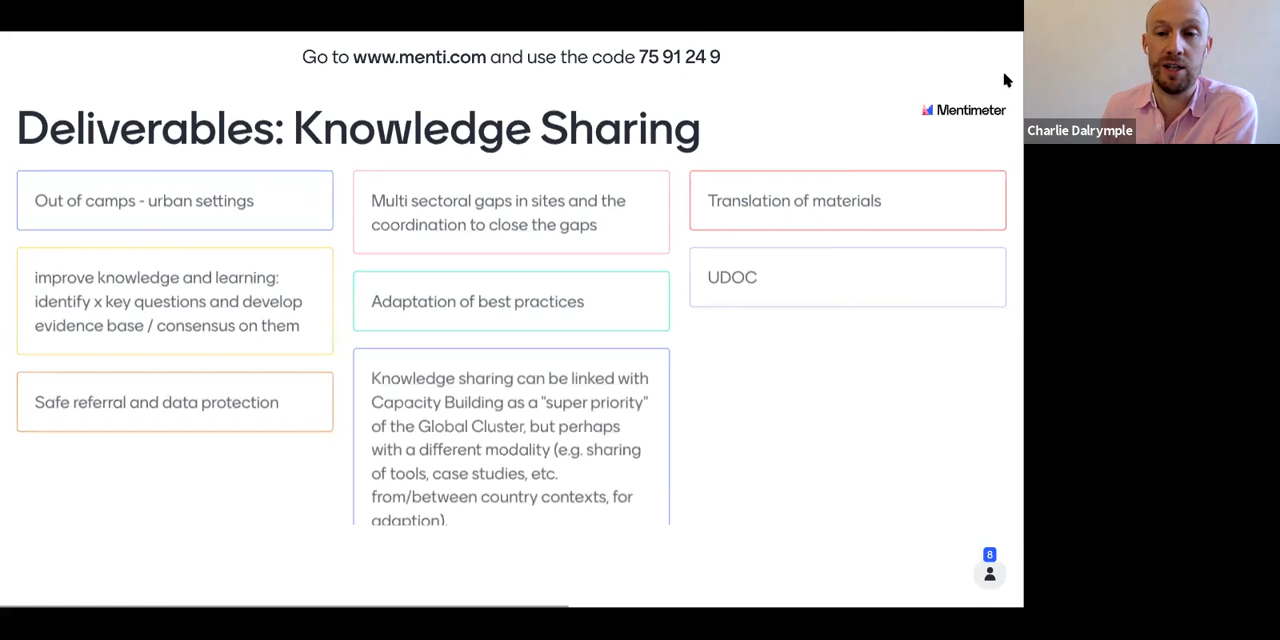 Go to www.menti.com and use the code 75 91 24 9
Mentimeter
Deliverables: Knowledge Sharing
Out of camps - urban settings
improve knowledge and learning:
identify x key questions and develop
evidence base / consensus on them
Safe referral and data protection
Multi sectoral gaps in sites and the
coordination to close the gaps
Adaptation of best practices
Knowledge sharing can be linked with
Capacity Building as a "super priority"
of the Global Cluster, but perhaps
with a different modality (e.g. sharing
of tools, case studies, etc.
from/between country contexts, for
adaption).
Translation of materials
UDOC
8
Charlie Dalrymple